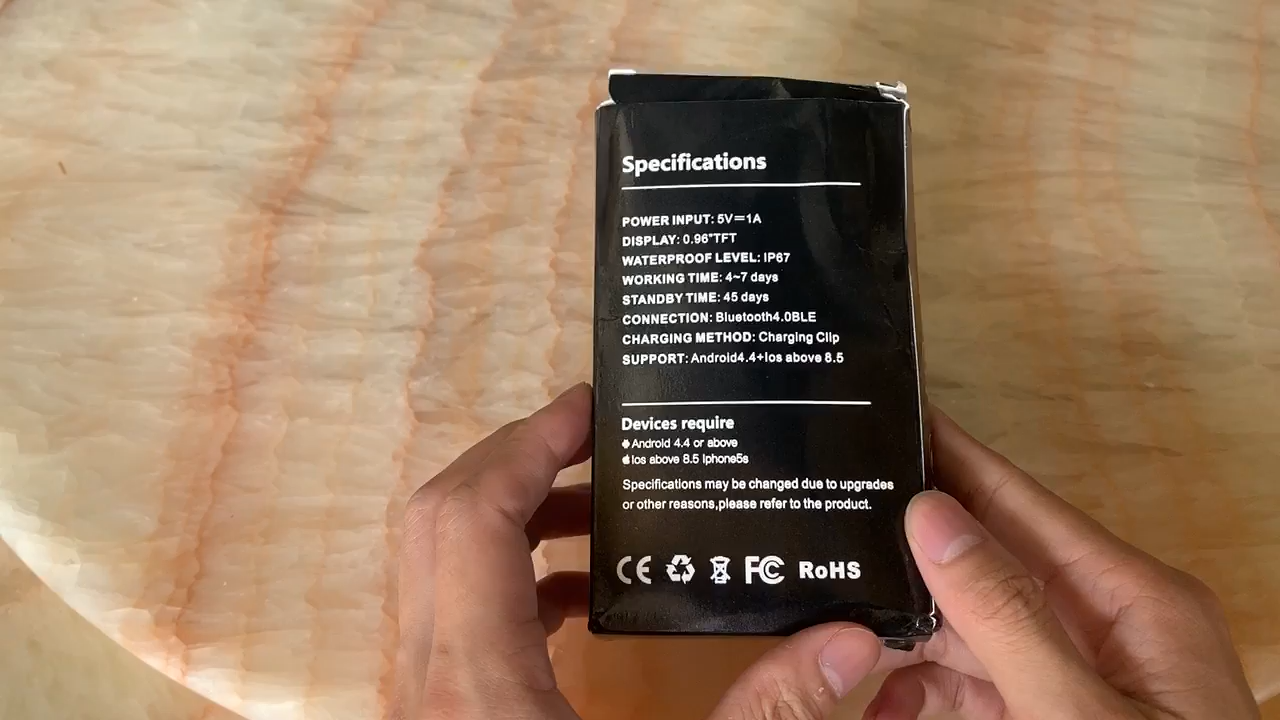 Specifications
POWER INPUT: 5V⎓1A
DISPLAY: 0.96"TFT
WATERPROOF LEVEL: IP67
WORKING TIME: 4~7 days
STANDBY TIME: 45 days
CONNECTION: Bluetooth4.0BLE
CHARGING METHOD: Charging Clip
SUPPORT: Android4.4+Ios above 8.5
Devices require
Android 4.4 or above
Ios above 8.5 Iphone5s
Specifications may be changed due to upgrades
or other reasons,please refer to the product.
CE FC RoHS